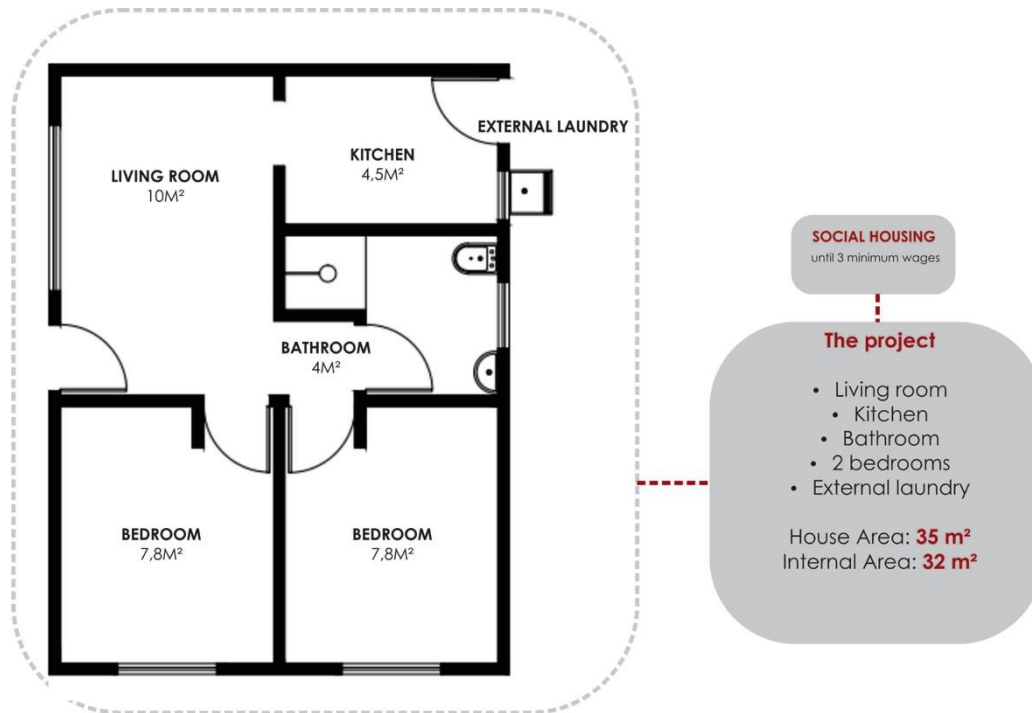 EXTERNAL LAUNDRY
KITCHEN
4,5M²
LIVING ROOM
10M²
BATHROOM
4M²
BEDROOM
7,8M²
BEDROOM
7,8M²
SOCIAL HOUSING
until 3 minimum wages
The project
• Living room
• Kitchen
• Bathroom
• 2 bedrooms
• External laundry
House Area: 35 m²
Internal Area: 32 m²